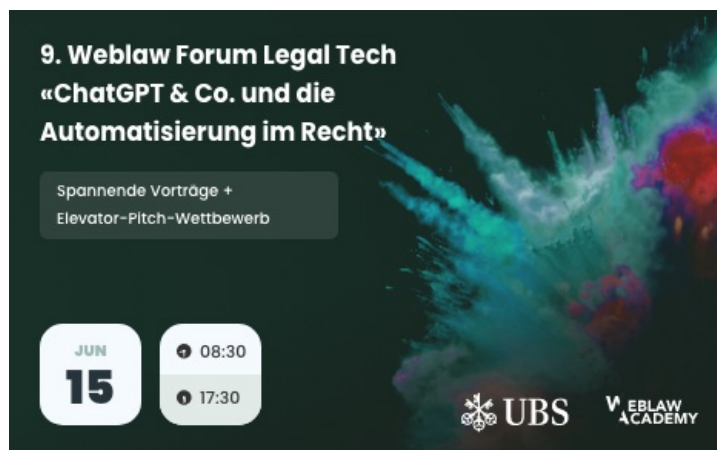 9. Weblaw Forum Legal Tech
«ChatGPT & Co. und die
Automatisierung im Recht»
Spannende Vorträge +
Elevator-Pitch-Wettbewerb
JUN
15
08:30
17:30
UBS
WEBLAW
ACADEMY